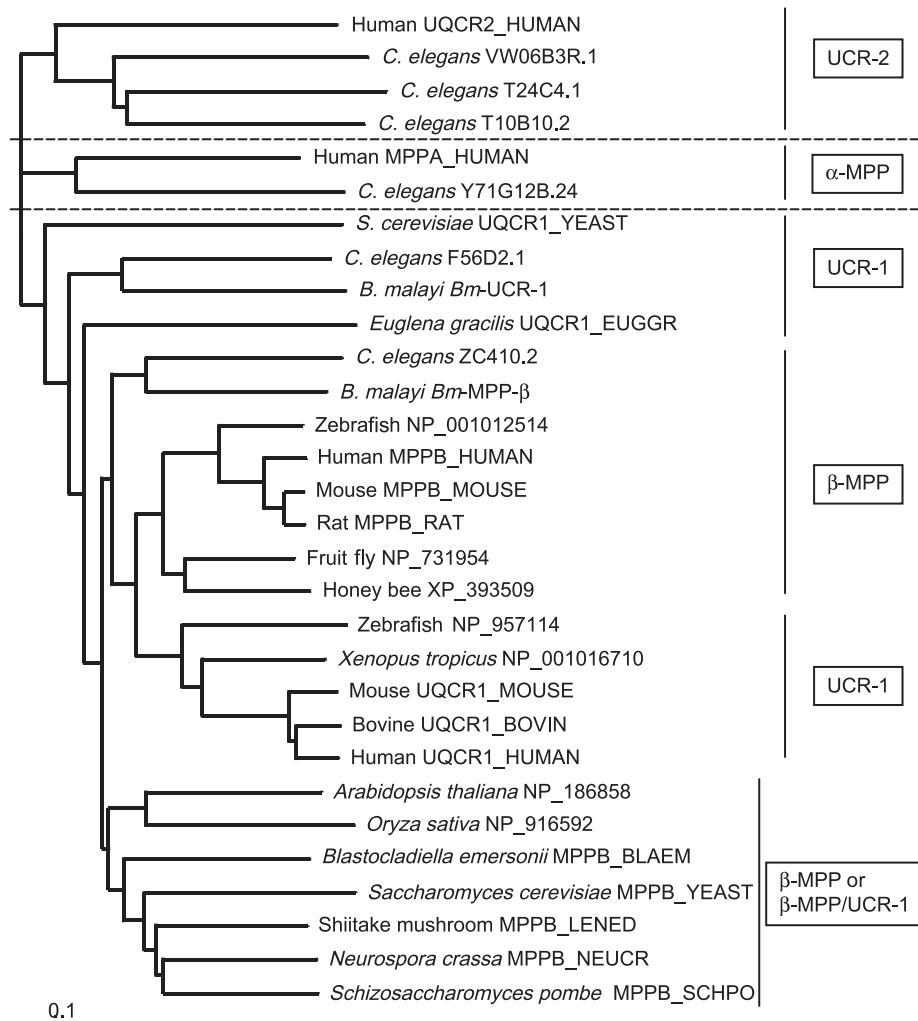 Human UQCR2_HUMAN
C. elegans VW06B3R.1
C. elegans T24C4.1
C. elegans T10B10.2
UCR-2
Human MPPA_HUMAN
C. elegans Y71G12B.24
α-MPP
S. cerevisiae UQCR1_YEAST
C. elegans F56D2.1
B. malayi Bm-UCR-1
Euglena gracilis UQCR1_EUGGR
UCR-1
C. elegans ZC410.2
B. malayi Bm-MPP-β
Zebrafish NP_001012514
Human MPPB_HUMAN
Mouse MPPB_MOUSE
Rat MPPB_RAT
Fruit fly NP_731954
Honey bee XP_393509
β-MPP
Zebrafish NP_957114
Xenopus tropicus NP_001016710
Mouse UQCR1_MOUSE
Bovine UQCR1_BOVIN
Human UQCR1_HUMAN
UCR-1
Arabidopsis thaliana NP_186858
Oryza sativa NP_916592
Blastocladiella emersonii MPPB_BLAEM
Saccharomyces cerevisiae MPPB_YEAST
Shiitake mushroom MPPB_LENED
Neurospora crassa MPPB_NEUCR
Schizosaccharomyces pombe MPPB_SCHPO
β-MPP or
β-MPP/UCR-1
0.1